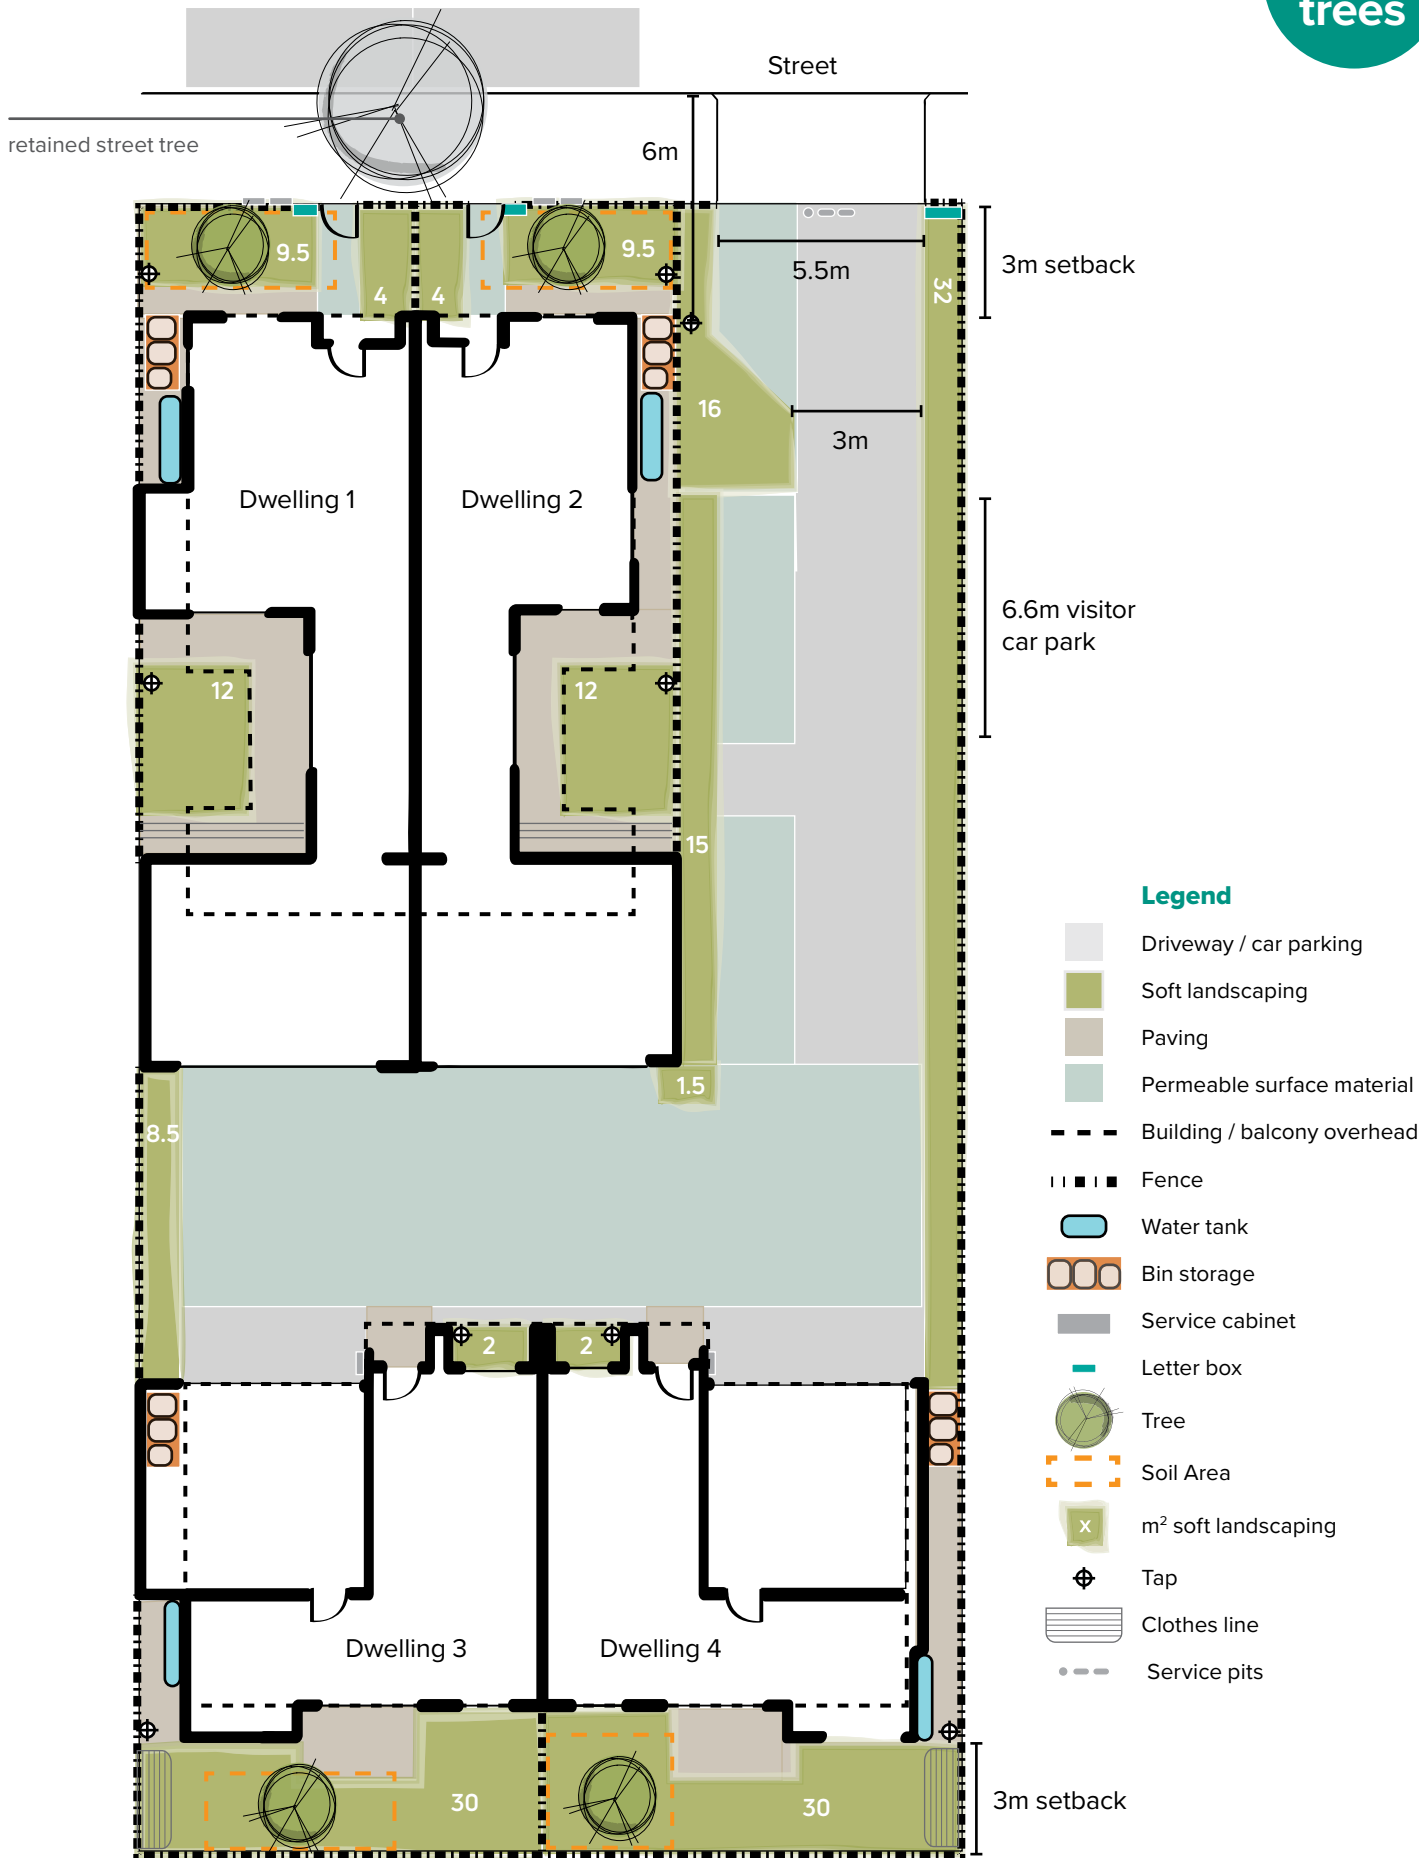 trees
Street
retained street tree
6m
9.5
9.5
5.5m
3m setback
4
4
32
16
3m
Dwelling 1
Dwelling 2
6.6m visitor
car park
12
12
15
Legend
Driveway / car parking
Soft landscaping
Paving
Permeable surface material
Building / balcony overhead
Fence
Water tank
Bin storage
Service cabinet
Letter box
Tree
Soil Area
x
m² soft landscaping
Tap
Clothes line
Service pits
1.5
8.5
2
2
Dwelling 3
Dwelling 4
30
30
3m setback